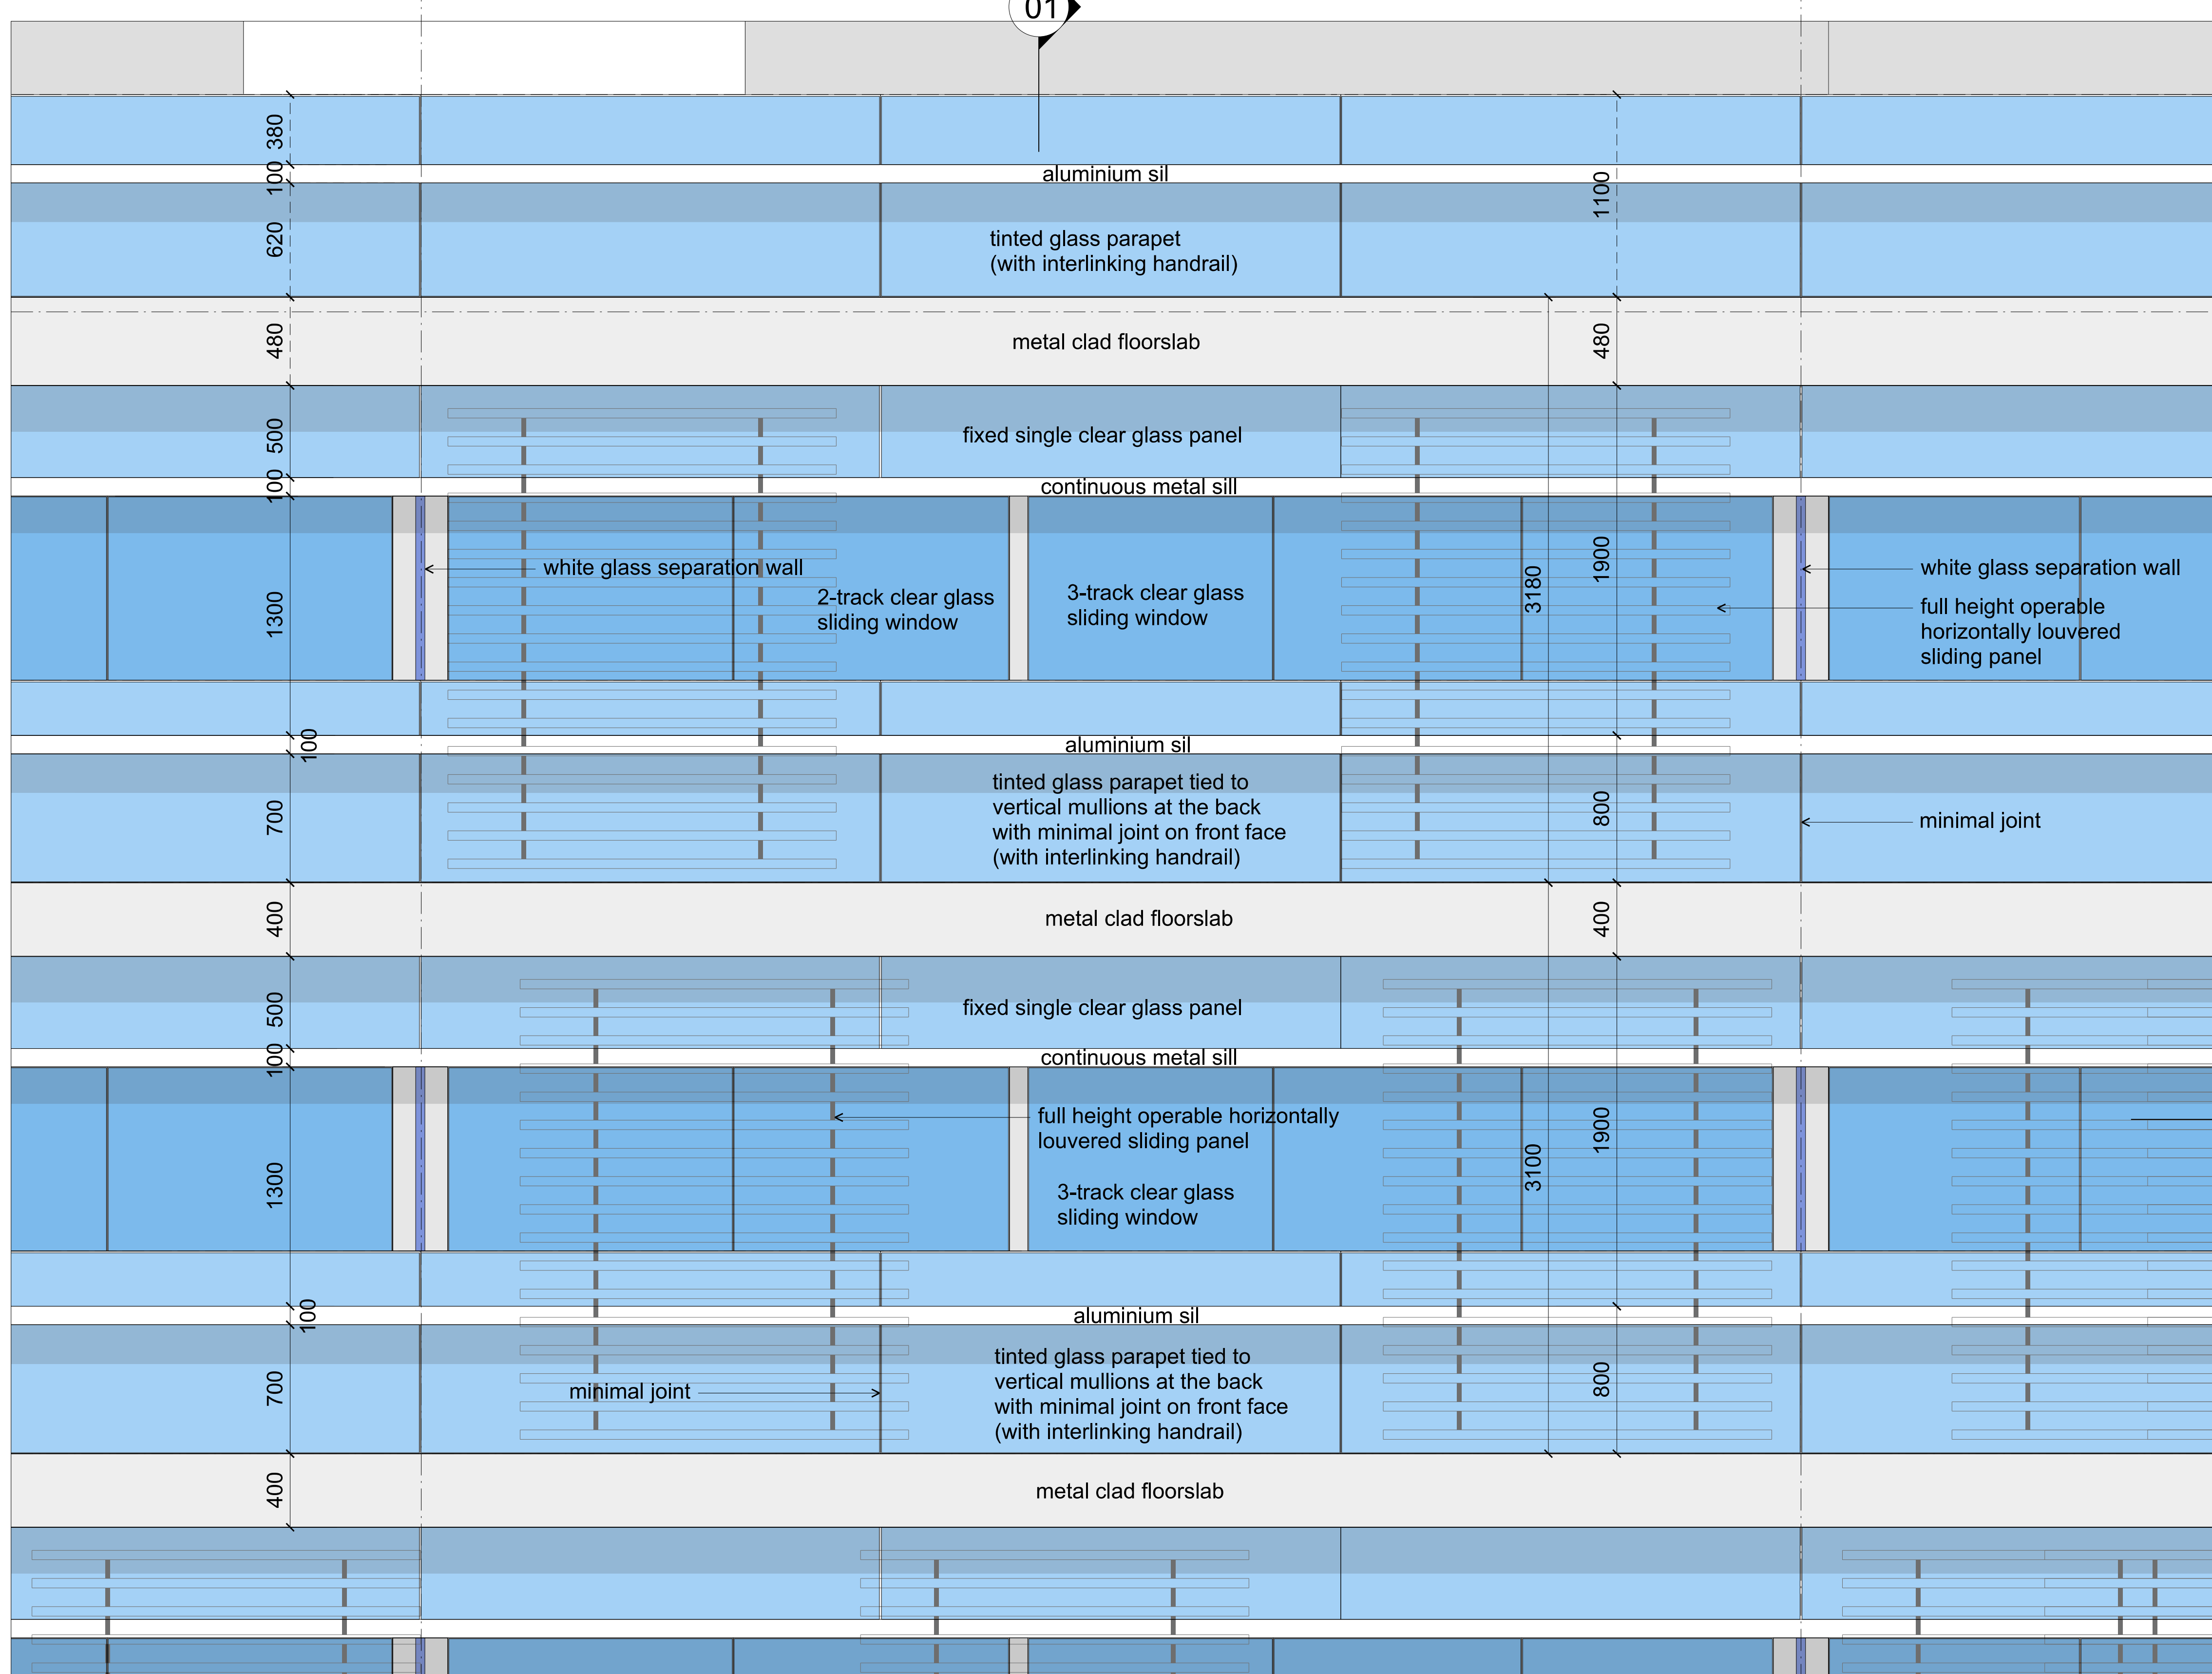 01
380
100
aluminium sil
620
1100
tinted glass parapet
(with interlinking handrail)
480
metal clad floorslab
480
500
fixed single clear glass panel
100
continuous metal sill
1300
white glass separation wall
2-track clear glass
sliding window
3-track clear glass
sliding window
3180
1900
white glass separation wall
full height operable
horizontally louvered
sliding panel
100
aluminium sil
700
tinted glass parapet tied to
vertical mullions at the back
with minimal joint on front face
(with interlinking handrail)
800
minimal joint
400
metal clad floorslab
400
500
fixed single clear glass panel
100
continuous metal sill
1300
full height operable horizontally
louvered sliding panel
3-track clear glass
sliding window
3100
1900
100
aluminium sil
700
minimal joint
tinted glass parapet tied to
vertical mullions at the back
with minimal joint on front face
(with interlinking handrail)
800
400
metal clad floorslab